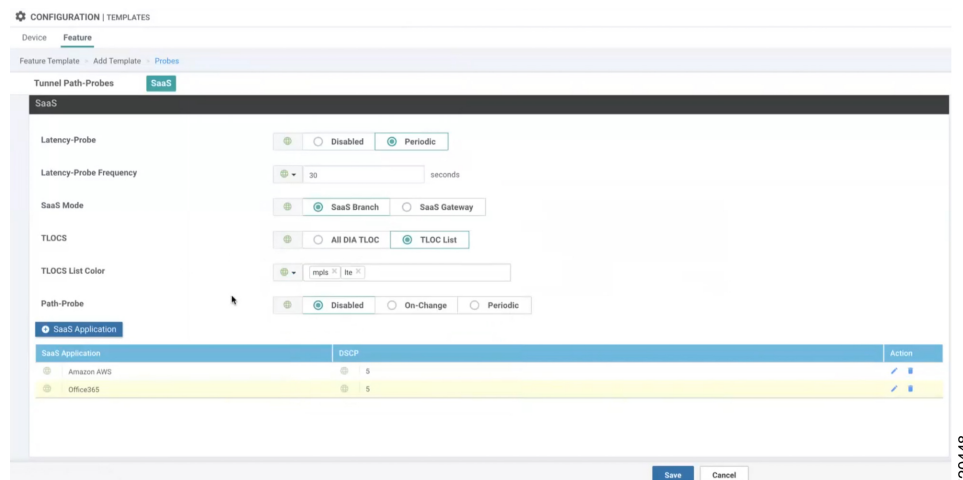 CONFIGURATION | TEMPLATES
Device Feature
Feature Template Add Template Probes
Tunnel Path-Probes SaaS
SaaS
Latency-Probe Disabled Periodic
Latency-Probe Frequency 30 seconds
SaaS Mode SaaS Branch SaaS Gateway
TLOCS All DIA TLOC TLOC List
TLOCS List Color mpls lte
Path-Probe Disabled On-Change Periodic
SaaS Application
SaaS Application DSCP Action
Amazon AWS 5
Office365 5
Save Cancel